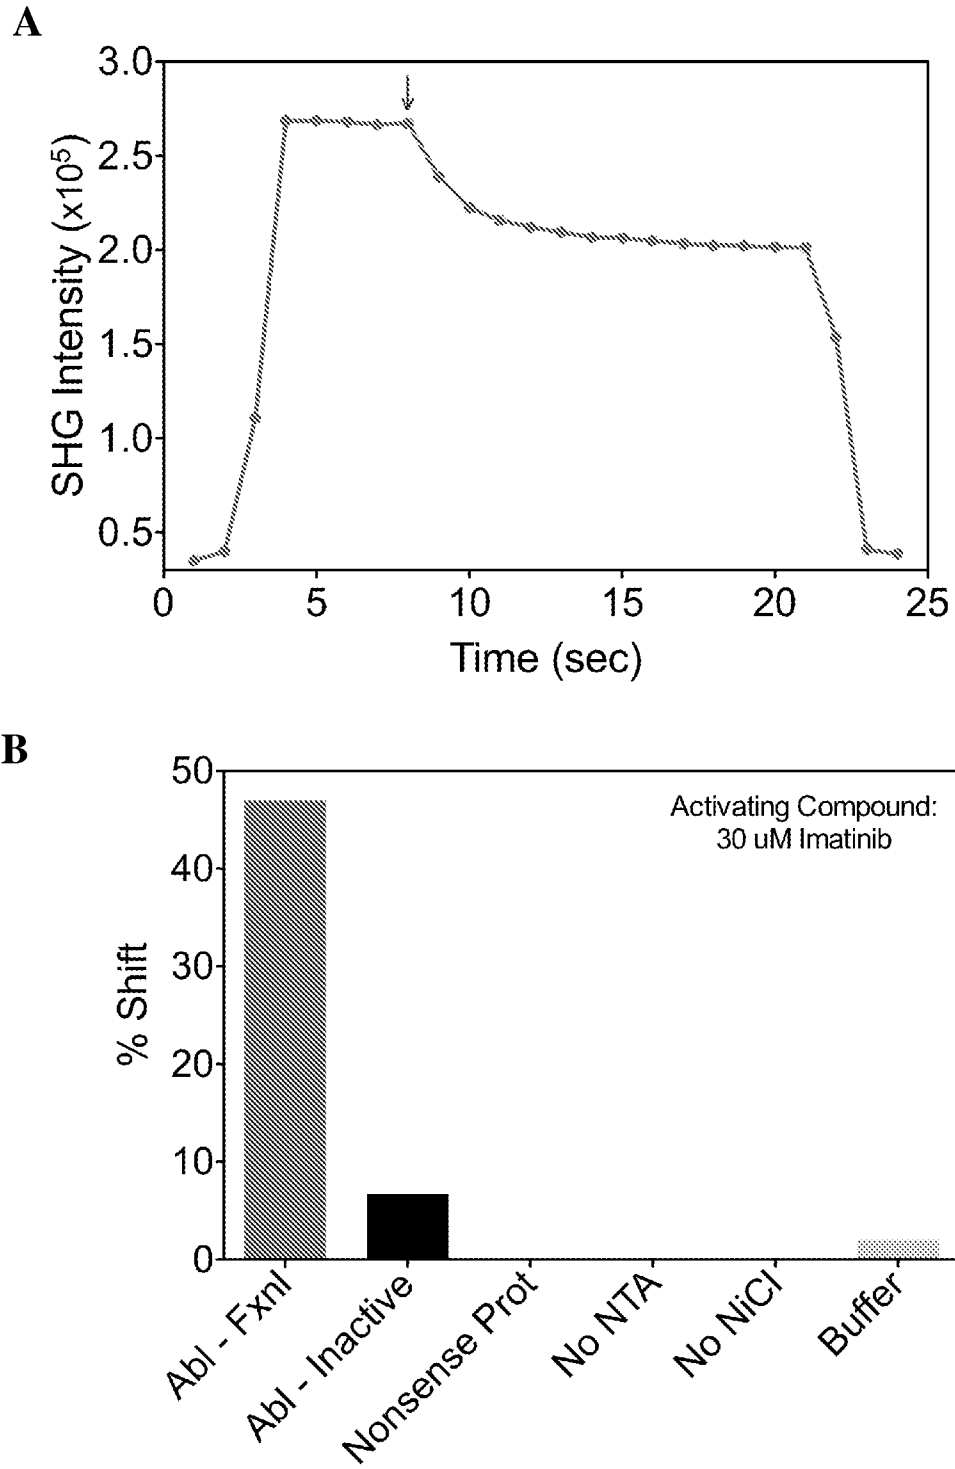 A
3.0
2.5
2.0
1.5
1.0
0.5
SHG Intensity (x10⁵)
0 5 10 15 20 25
Time (sec)
B
50
40
30
20
10
0
% Shift
Activating Compound:
30 uM Imatinib
Abl - Fxnl
Abl - Inactive
Nonsense Prot
No NTA
No NiCl
Buffer